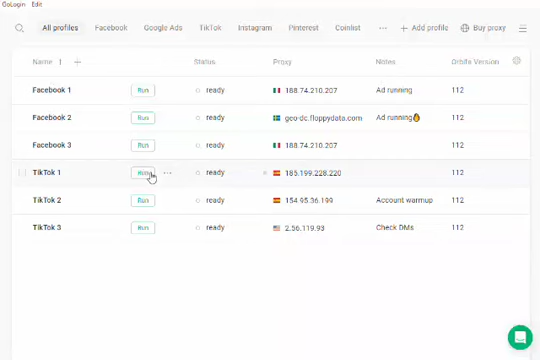 GoLogin Edit
All profiles Facebook Google Ads TikTok Instagram Pinterest Coinlist ... + Add profile Buy proxy
Name + Status Proxy Notes Orbita Version
Facebook 1 Run ready 188.74.210.207 Ad running 112
Facebook 2 Run ready geo-dc.floppydata.com Ad running🔥 112
Facebook 3 Run ready 188.74.210.207 112
TikTok 1 Run ... ready 185.199.228.220 112
TikTok 2 Run ready 154.95.36.199 Account warmup 112
TikTok 3 Run ready 2.56.119.93 Check DMs 112